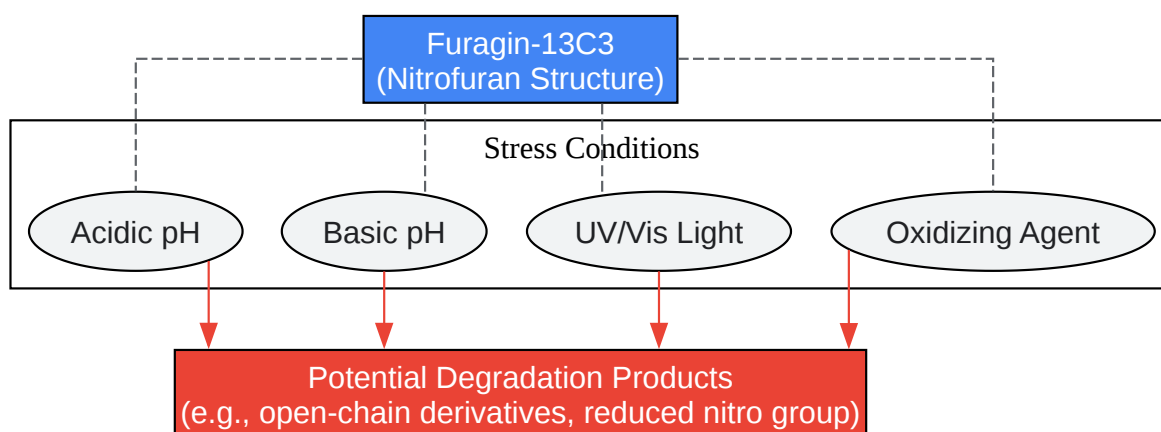 Furagin-13C3
(Nitrofuran Structure)
Stress Conditions
Acidic pH
Basic pH
UV/Vis Light
Oxidizing Agent
Potential Degradation Products
(e.g., open-chain derivatives, reduced nitro group)